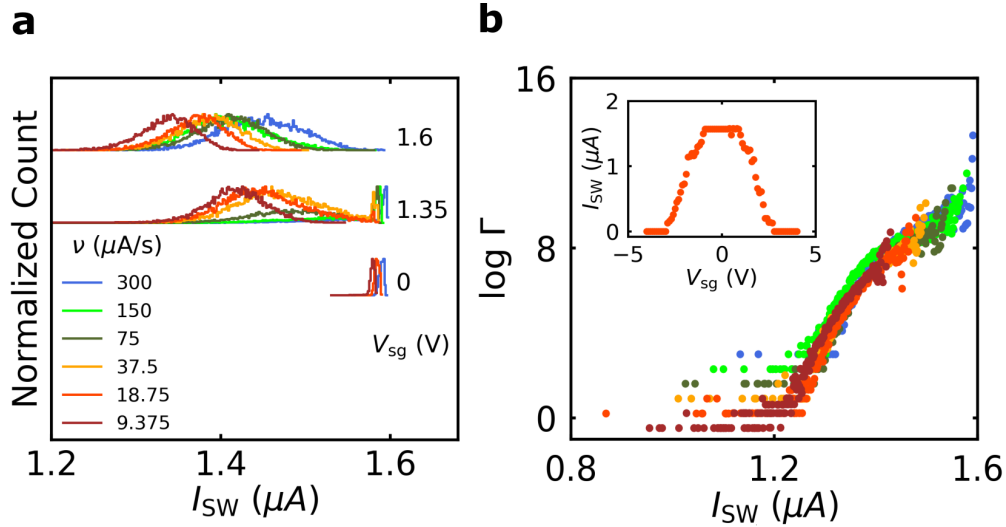 a
Normalized Count
1.6
1.35
0
V_sg (V)
ν (μA/s)
300
150
75
37.5
18.75
9.375
1.2
1.4
1.6
I_SW (μA)
b
log Γ
16
8
0
0.8
1.2
1.6
I_SW (μA)
I_SW (μA)
2
1
0
−5
0
5
V_sg (V)